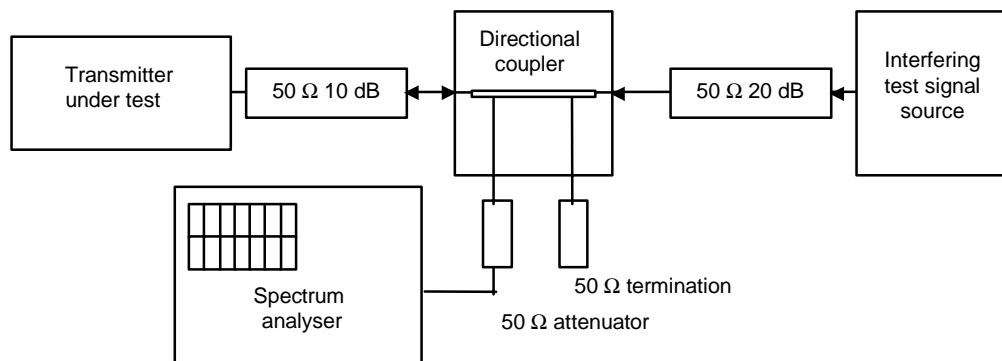 Transmitter
under test
50 Ω 10 dB
Directional
coupler
50 Ω 20 dB
Interfering
test signal
source
Spectrum
analyser
50 Ω termination
50 Ω attenuator